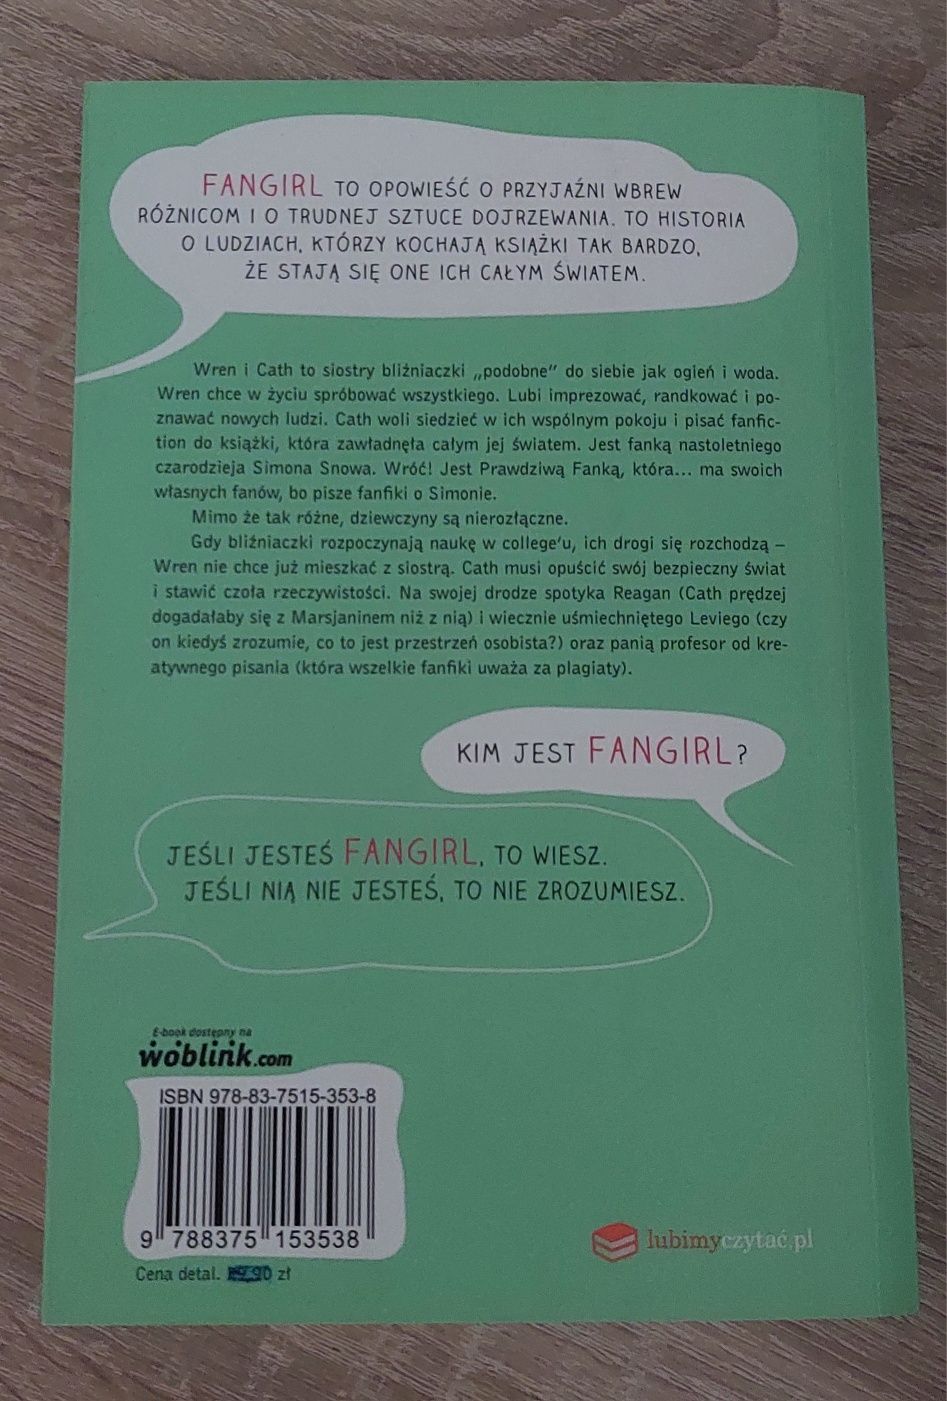 FANGIRL TO OPOWIEŚĆ O PRZYJAŹNI WBREW
RÓŻNICOM I O TRUDNEJ SZTUCE DOJRZEWANIA. TO HISTORIA
O LUDZIACH, KTÓRZY KOCHAJĄ KSIĄŻKI TAK BARDZO,
ŻE STAJĄ SIĘ ONE ICH CAŁYM ŚWIATEM.
Wren i Cath to siostry bliźniaczki „podobne" do siebie jak ogień i woda.
Wren chce w życiu spróbować wszystkiego. Lubi imprezować, randkować i po-
znawać nowych ludzi. Cath woli siedzieć w ich wspólnym pokoju i pisać fanfic-
tion do książki, która zawładnęła całym jej światem. Jest fanką nastoletniego
czarodzieja Simona Snowa. Wróć! Jest Prawdziwą Fanką, która... ma swoich
własnych fanów, bo pisze fanfiki o Simonie.
Mimo że tak różne, dziewczyny są nierozłączne.
Gdy bliźniaczki rozpoczynają naukę w college'u, ich drogi się rozchodzą –
Wren nie chce już mieszkać z siostrą. Cath musi opuścić swój bezpieczny świat
i stawić czoła rzeczywistości. Na swojej drodze spotyka Reagan (Cath prędzej
dogadałaby się z Marsjaninem niż z nią) i wiecznie uśmiechniętego Leviego (czy
on kiedyś zrozumie, co to jest przestrzeń osobista?) oraz panią profesor od kre-
atywnego pisania (która wszelkie fanfiki uważa za plagiaty).
KIM JEST FANGIRL?
JEŚLI JESTEŚ FANGIRL, TO WIESZ.
JEŚLI NIĄ NIE JESTEŚ, TO NIE ZROZUMIESZ.
E-book dostępny na
woblink.com
ISBN 978-83-7515-353-8
9 788375 153538
Cena detal. zł
lubimyczytać.pl